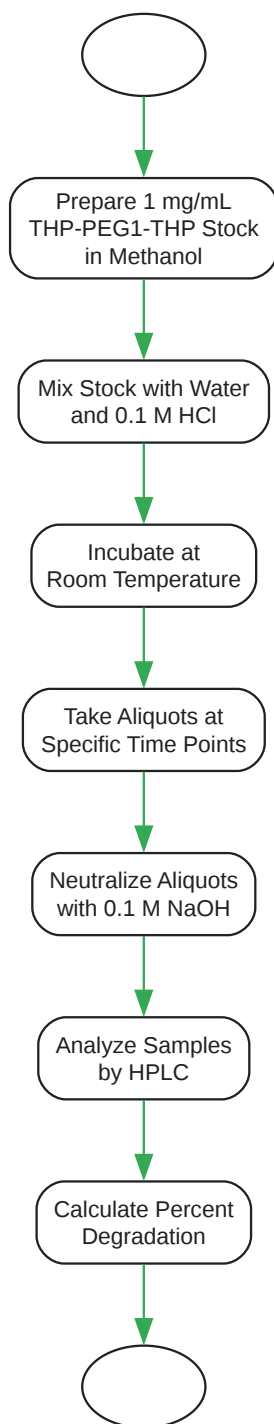 Prepare 1 mg/mL
THP-PEG1-THP Stock
in Methanol
Mix Stock with Water
and 0.1 M HCl
Incubate at
Room Temperature
Take Aliquots at
Specific Time Points
Neutralize Aliquots
with 0.1 M NaOH
Analyze Samples
by HPLC
Calculate Percent
Degradation